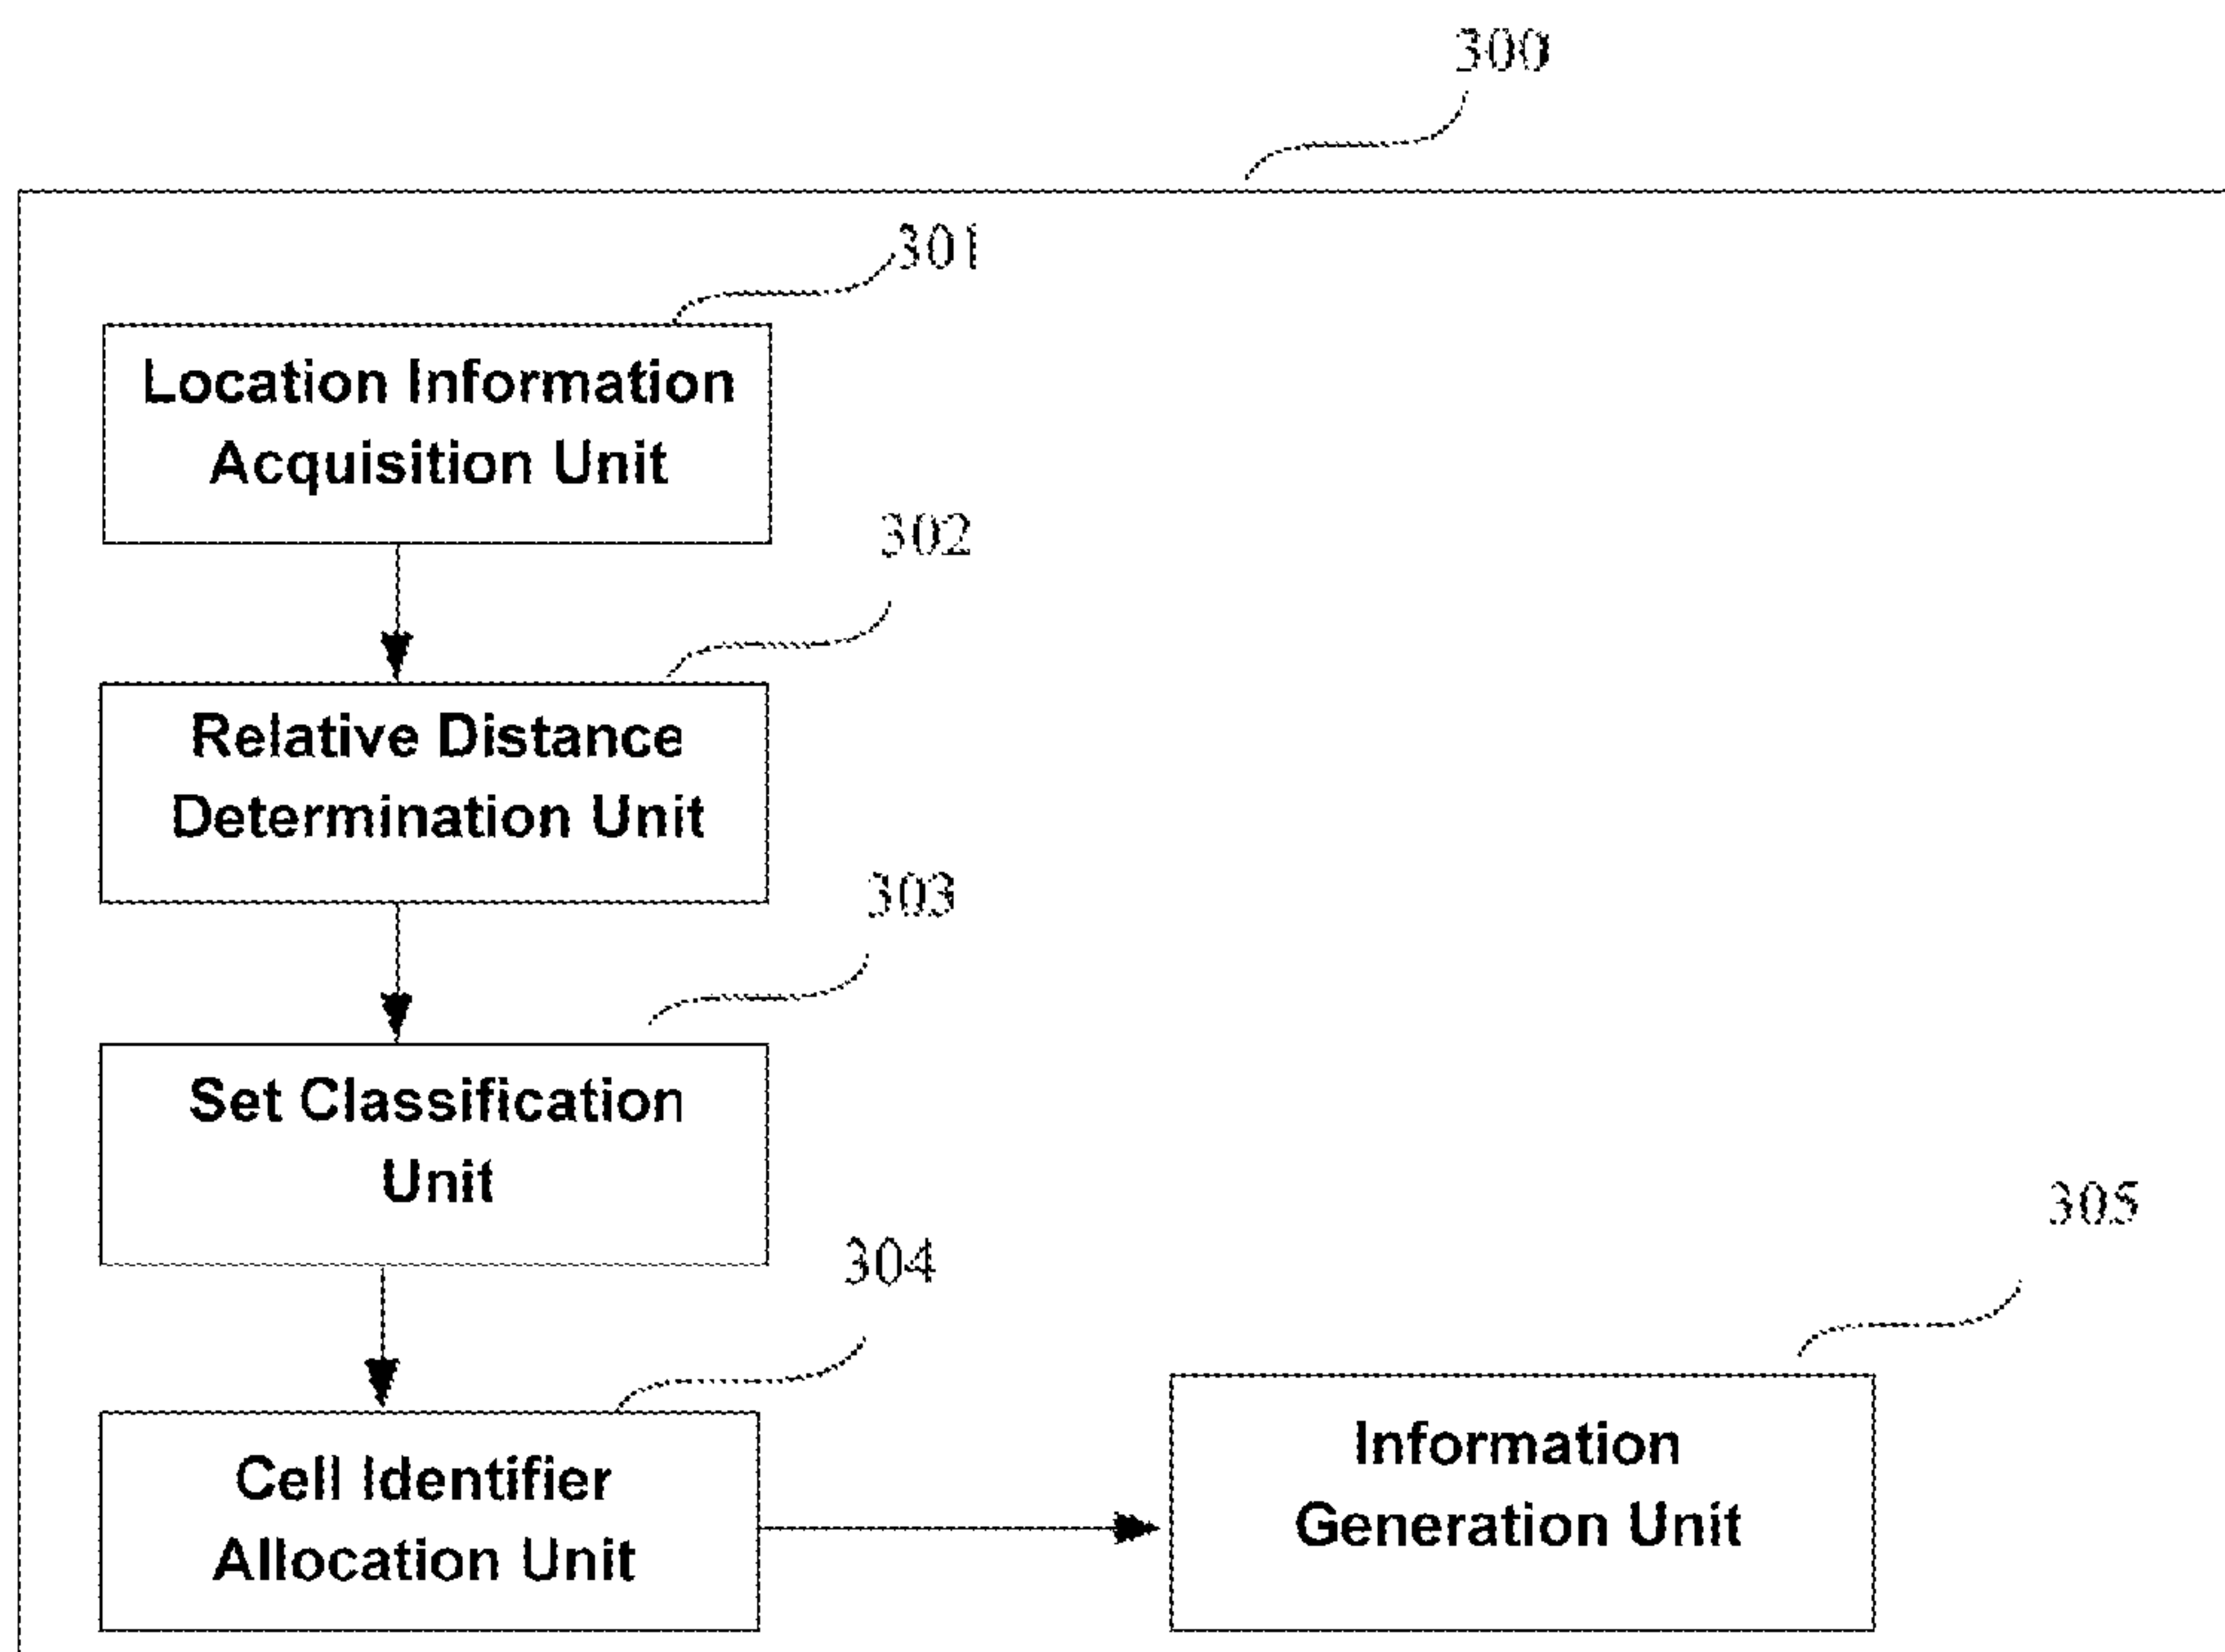 300
301
Location Information
Acquisition Unit
302
Relative Distance
Determination Unit
303
Set Classification
Unit
304
Cell Identifier
Allocation Unit
305
Information
Generation Unit